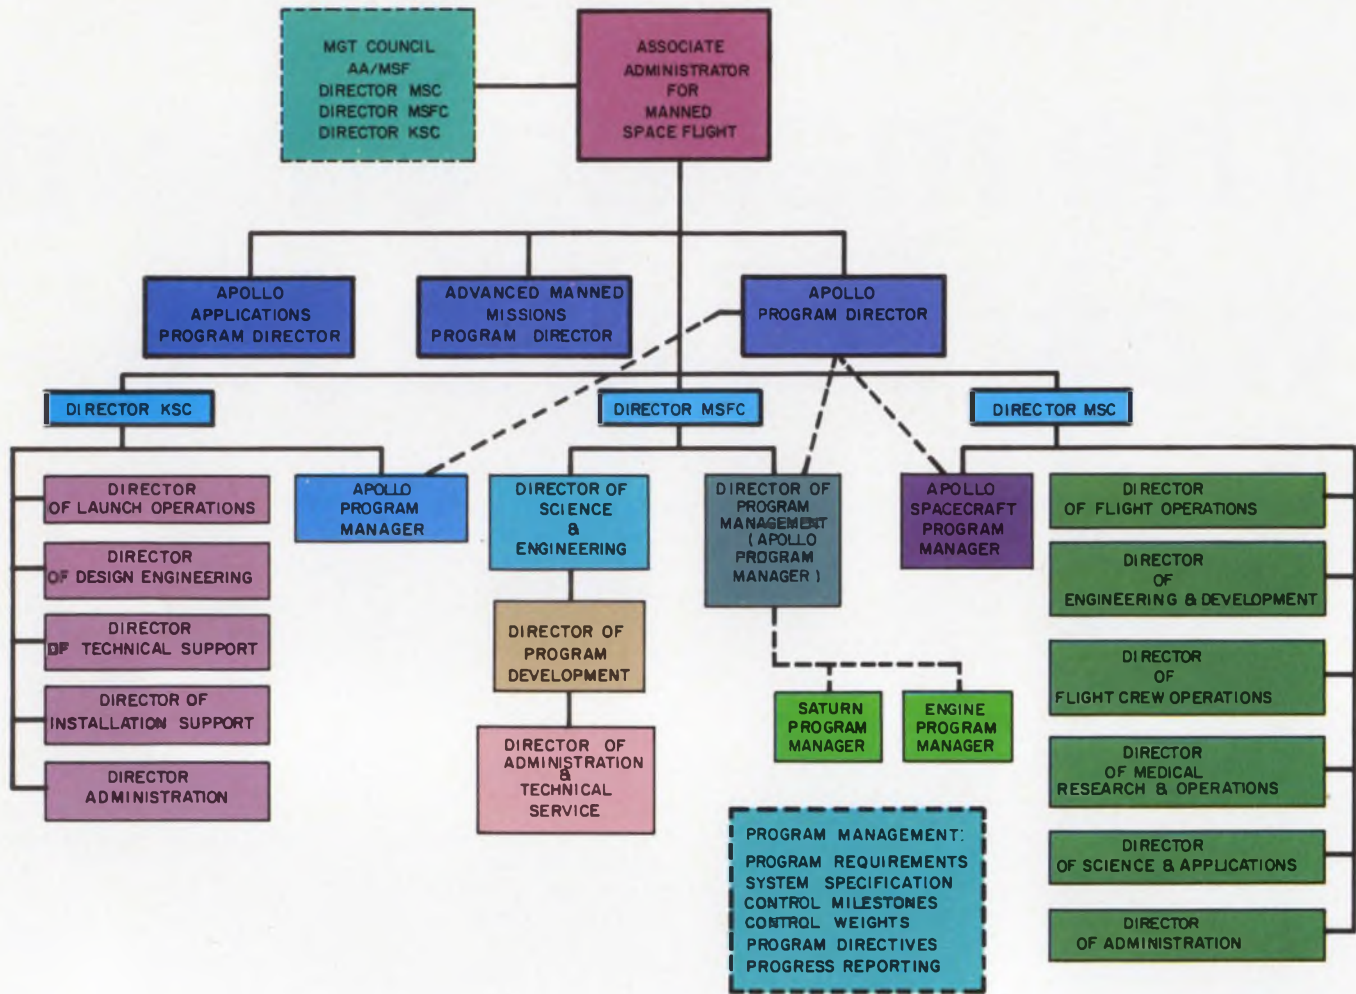 MGT COUNCIL
AA/MSF
DIRECTOR MSC
DIRECTOR MSFC
DIRECTOR KSC
ASSOCIATE
ADMINISTRATOR
FOR
MANNED
SPACE FLIGHT
APOLLO
APPLICATIONS
PROGRAM DIRECTOR
ADVANCED MANNED
MISSIONS
PROGRAM DIRECTOR
APOLLO
PROGRAM DIRECTOR
DIRECTOR KSC
DIRECTOR MSFC
DIRECTOR MSC
DIRECTOR
OF LAUNCH OPERATIONS
DIRECTOR
OF DESIGN ENGINEERING
DIRECTOR
OF TECHNICAL SUPPORT
DIRECTOR OF
INSTALLATION SUPPORT
DIRECTOR
ADMINISTRATION
APOLLO
PROGRAM
MANAGER
DIRECTOR OF
SCIENCE
&
ENGINEERING
DIRECTOR OF
PROGRAM
DEVELOPMENT
DIRECTOR OF
ADMINISTRATION
&
TECHNICAL
SERVICE
DIRECTOR OF
PROGRAM
MANAGEMENT
(APOLLO
PROGRAM
MANAGER)
SATURN
PROGRAM
MANAGER
ENGINE
PROGRAM
MANAGER
APOLLO
SPACECRAFT
PROGRAM
MANAGER
DIRECTOR
OF FLIGHT OPERATIONS
DIRECTOR
OF
ENGINEERING & DEVELOPMENT
DIRECTOR
OF
FLIGHT CREW OPERATIONS
DIRECTOR
OF MEDICAL
RESEARCH & OPERATIONS
DIRECTOR
OF SCIENCE & APPLICATIONS
DIRECTOR
OF ADMINISTRATION
PROGRAM MANAGEMENT:
PROGRAM REQUIREMENTS
SYSTEM SPECIFICATION
CONTROL MILESTONES
CONTROL WEIGHTS
PROGRAM DIRECTIVES
PROGRESS REPORTING